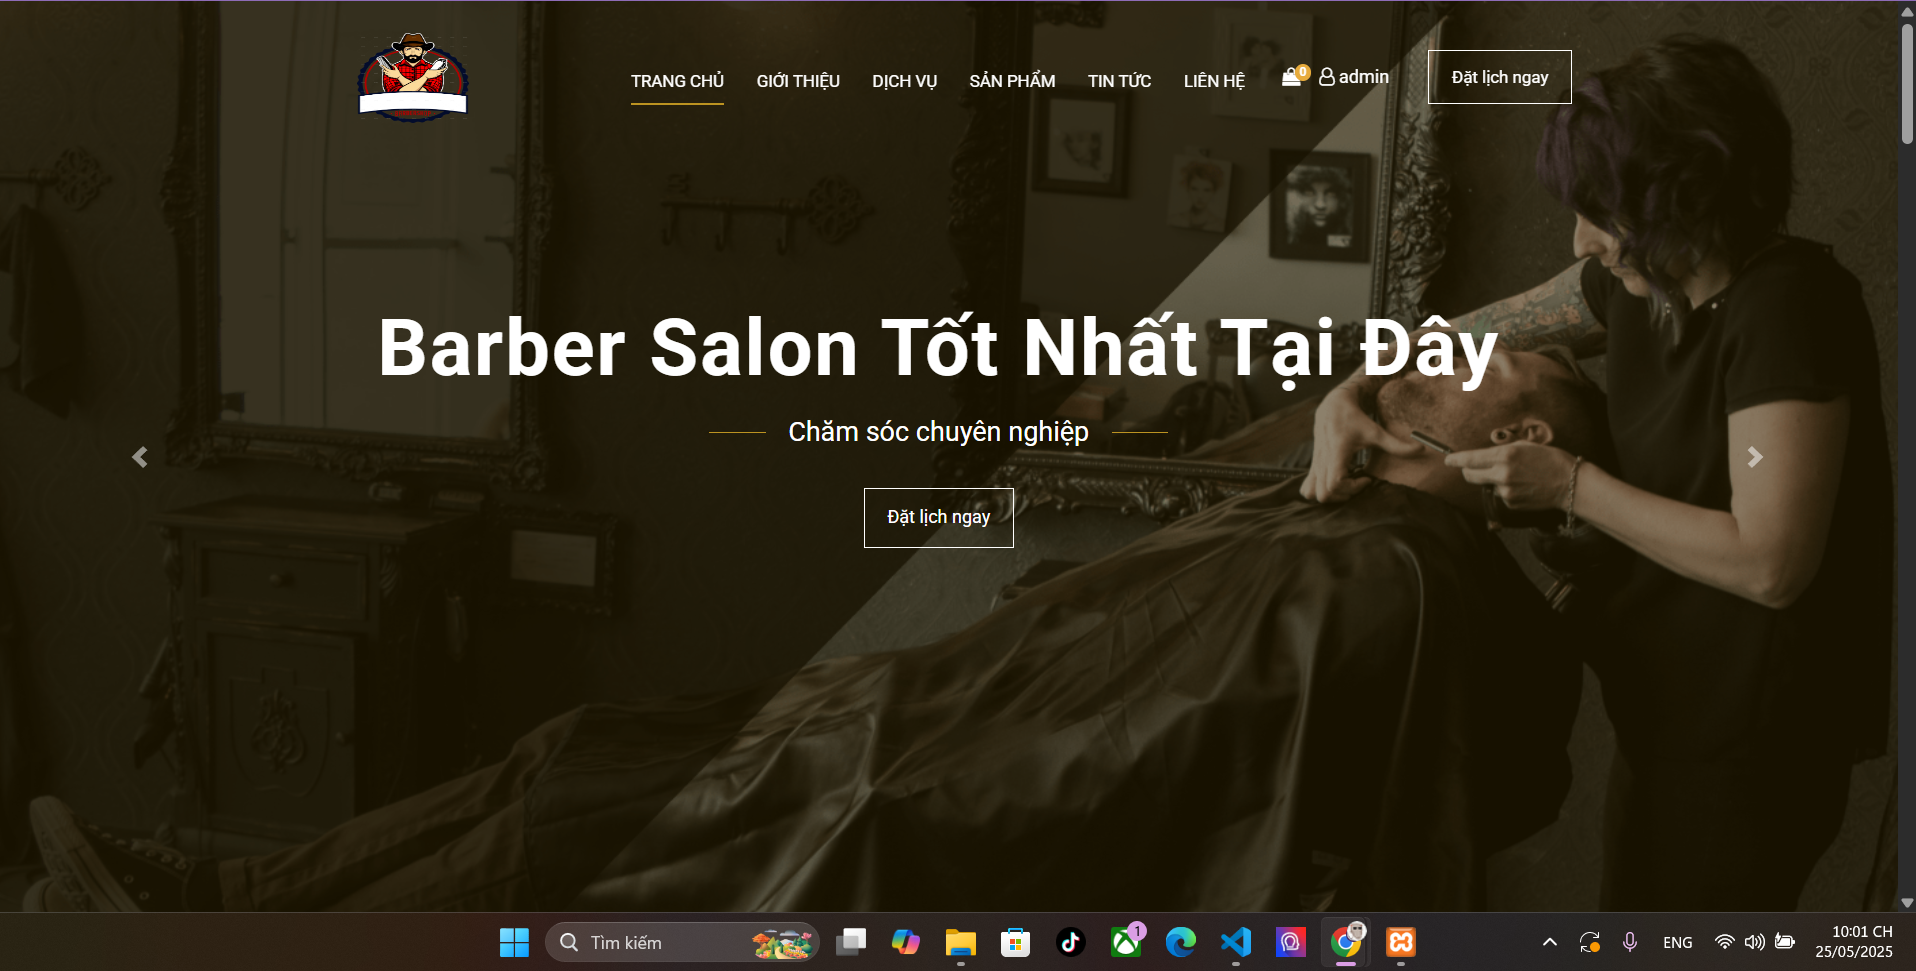 TRANG CHỦ GIỚI THIỆU DỊCH VỤ SẢN PHẨM TIN TỨC LIÊN HỆ 0 admin Đặt lịch ngay
Barber Salon Tốt Nhất Tại Đây
Chăm sóc chuyên nghiệp
Đặt lịch ngay
Tìm kiếm 1 ENG 10:01 CH
25/05/2025